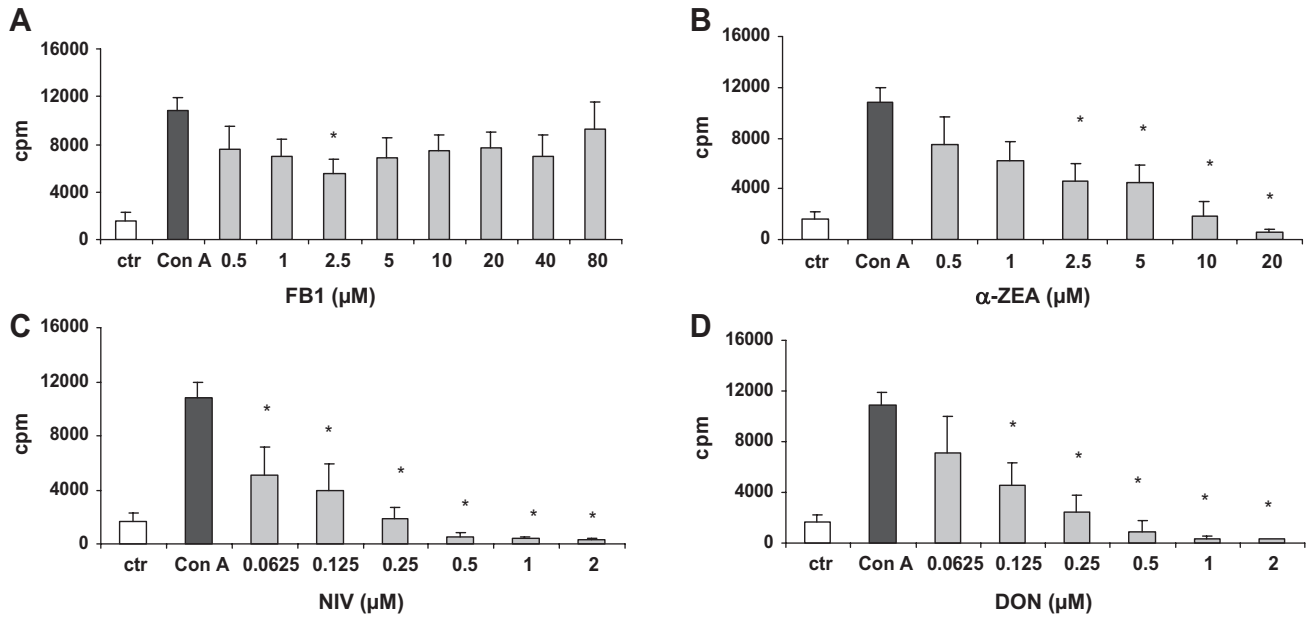 A
16000
12000
8000
4000
0
cpm
*
ctr Con A 0.5 1 2.5 5 10 20 40 80
FB1 (µM)
B
16000
12000
8000
4000
0
cpm
* * * *
ctr Con A 0.5 1 2.5 5 10 20
α-ZEA (µM)
C
16000
12000
8000
4000
0
cpm
* * * * * *
ctr Con A 0.0625 0.125 0.25 0.5 1 2
NIV (µM)
D
16000
12000
8000
4000
0
cpm
* * * * *
ctr Con A 0.0625 0.125 0.25 0.5 1 2
DON (µM)